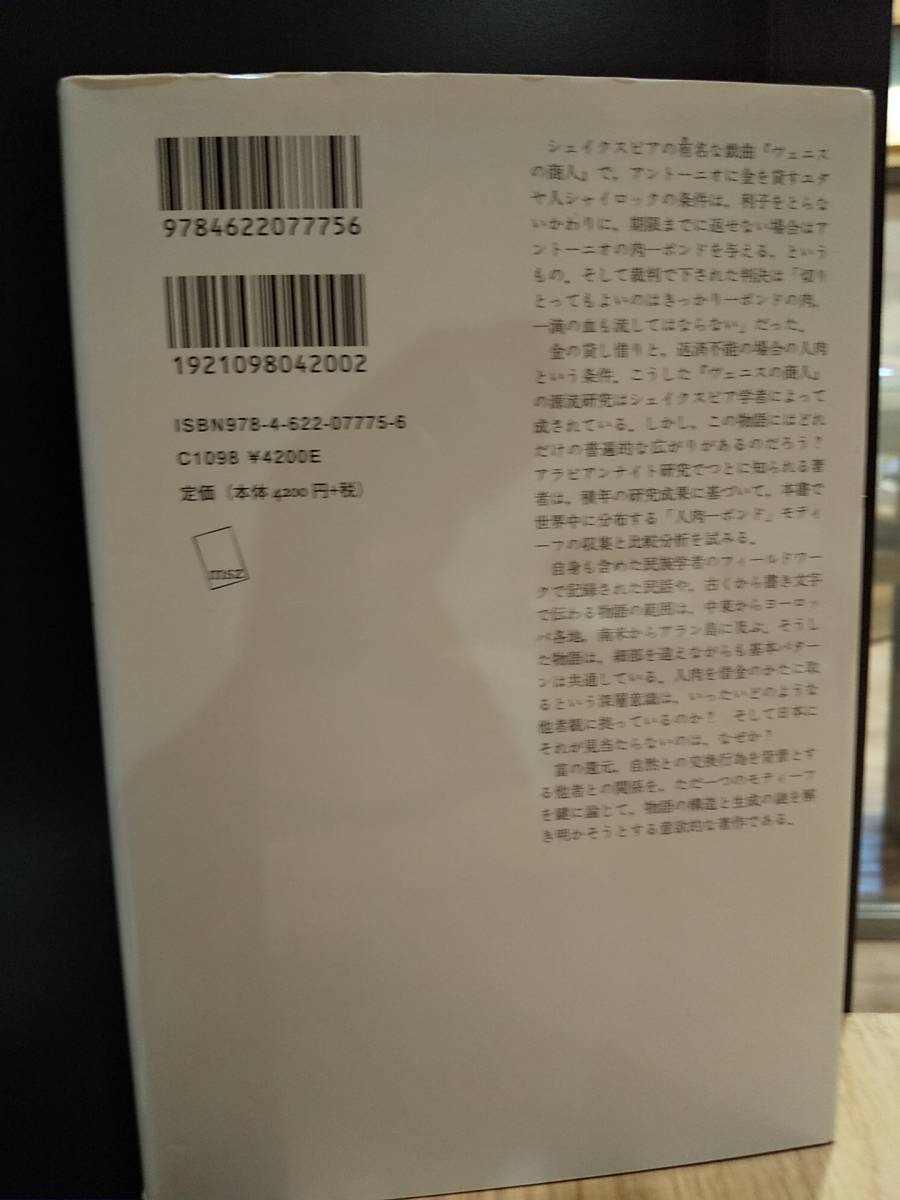 9784622077756
1921098042002
ISBN978-4-622-07775-6
C1098 ¥4200E
定価（本体4200円+税）
msz
シェイクスピアの有名な戯曲『ヴェニス
の商人』で、アントーニオに金を貸すユダ
ヤ人シャイロックの条件は、利子をとらな
いかわりに、期限までに返せない場合はア
ントーニオの肉一ポンドを与える、という
もの。そして裁判で下された判決は「切り
とってもよいのはきっかり一ポンドの肉、
一滴の血も流してはならない」だった。
金の貸し借りと、返済不能の場合の人肉
という条件。こうした『ヴェニスの商人』
の源流研究はシェイクスピア学者によって
成されている。しかし、この物語にはどれ
だけの普遍的な広がりがあるのだろう？
アラビアンナイト研究でつとに知られる著
者は、積年の研究成果に基づいて、本書で
世界中に分布する「人肉一ポンド」モティ
ーフの収集と比較分析を試みる。
自身も含めた民族学者のフィールドワー
クで記録された民話や、古くから書き文字
で伝わる物語の範囲は、中東からヨーロッ
パ各地、南米からアラン島に及ぶ。そうし
た物語は、細部を違えながらも基本パター
ンは共通している。人肉を借金のかたに取
るという深層意識は、いったいどのような
他者観に拠っているのか？　そして日本に
それが見当たらないのは、なぜか？
富の還元、自然との交換行為を背景とす
る他者との関係を、ただ一つのモティーフ
を鍵に論じて、物語の構造と生成の謎を解
き明かそうとする意欲的な著作である。